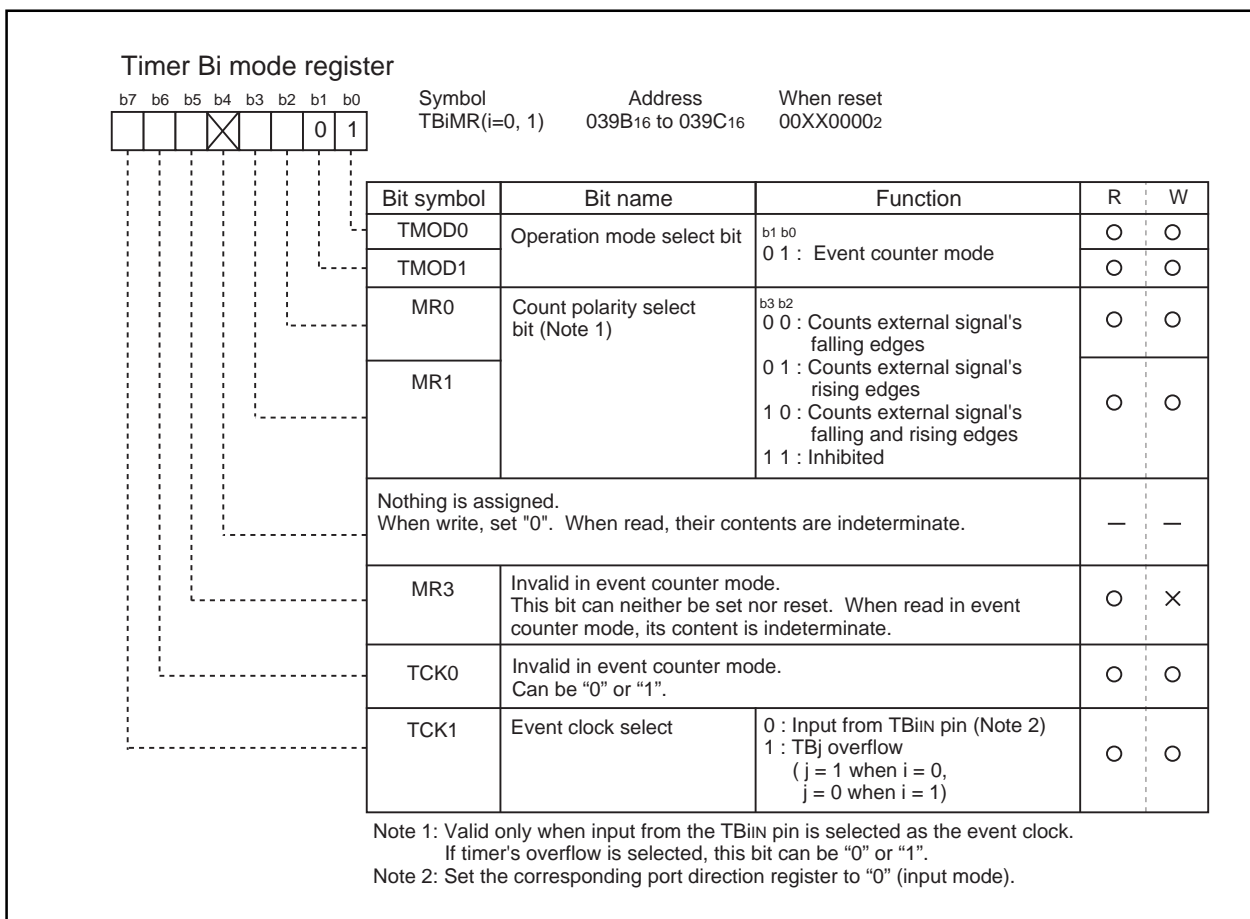 Timer Bi mode register
b7 b6 b5 b4 b3 b2 b1 b0
0 1
Symbol Address When reset
TBiMR(i=0, 1) 039B16 to 039C16 00XX00002
Bit symbol Bit name Function R W
TMOD0 Operation mode select bit b1 b0
0 1 : Event counter mode
TMOD1
MR0 Count polarity select
bit (Note 1)
b3 b2
0 0 : Counts external signal's
falling edges
0 1 : Counts external signal's
rising edges
1 0 : Counts external signal's
falling and rising edges
1 1 : Inhibited
MR1
Nothing is assigned.
When write, set "0". When read, their contents are indeterminate.
MR3 Invalid in event counter mode.
This bit can neither be set nor reset. When read in event
counter mode, its content is indeterminate.
TCK0 Invalid in event counter mode.
Can be “0” or “1”.
TCK1 Event clock select 0 : Input from TBiIN pin (Note 2)
1 : TBj overflow
( j = 1 when i = 0,
j = 0 when i = 1)
Note 1: Valid only when input from the TBiIN pin is selected as the event clock.
If timer's overflow is selected, this bit can be “0” or “1”.
Note 2: Set the corresponding port direction register to “0” (input mode).